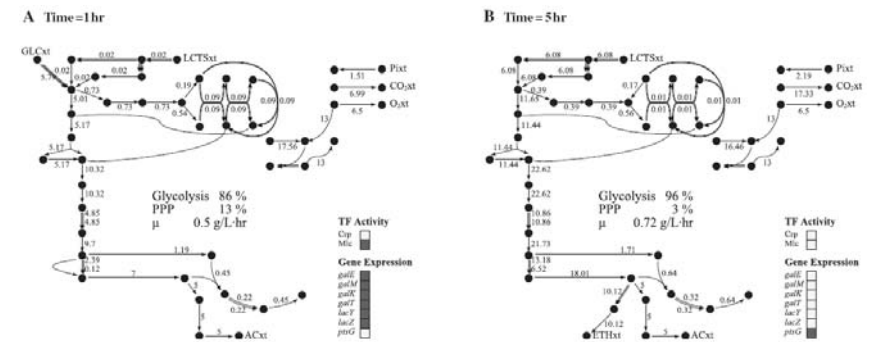 A Time=1hr
GLCxt
0.02
0.02
LCTSxt
5.79
0.02
0.02
0.02
0.73
5.01
0.73
0.73
0.19
0.56
0.09
0.09
0.09
0.09
0.09
0.09
5.17
5.17
5.17
10.32
Pixt
1.51
CO₂xt
6.99
O₂xt
6.5
13
17.56
13
10.32
4.85
4.85
9.7
2.59
0.12
1.19
7
0.45
0.22
0.22
0.45
5
5
5
ACxt
Glycolysis 86 %
PPP 13 %
μ 0.5 g/L·hr
TF Activity
Crp
Mlc
Gene Expression
galE
galM
galK
galT
lacY
lacZ
ptsG
B Time=5hr
6.08
6.08
LCTSxt
6.08
6.08
6.08
0.39
11.65
0.39
0.39
0.17
0.56
0.01
0.01
0.01
0.01
0.01
0.01
11.44
11.44
11.44
22.62
Pixt
2.19
CO₂xt
17.33
O₂xt
6.5
13
16.46
13
22.62
10.86
10.86
21.73
15.18
6.52
1.71
18.01
0.64
0.32
0.32
0.64
10.12
10.12
ETHxt
5
5
5
ACxt
Glycolysis 96 %
PPP 3 %
μ 0.72 g/L·hr
TF Activity
Crp
Mlc
Gene Expression
galE
galM
galK
galT
lacY
lacZ
ptsG